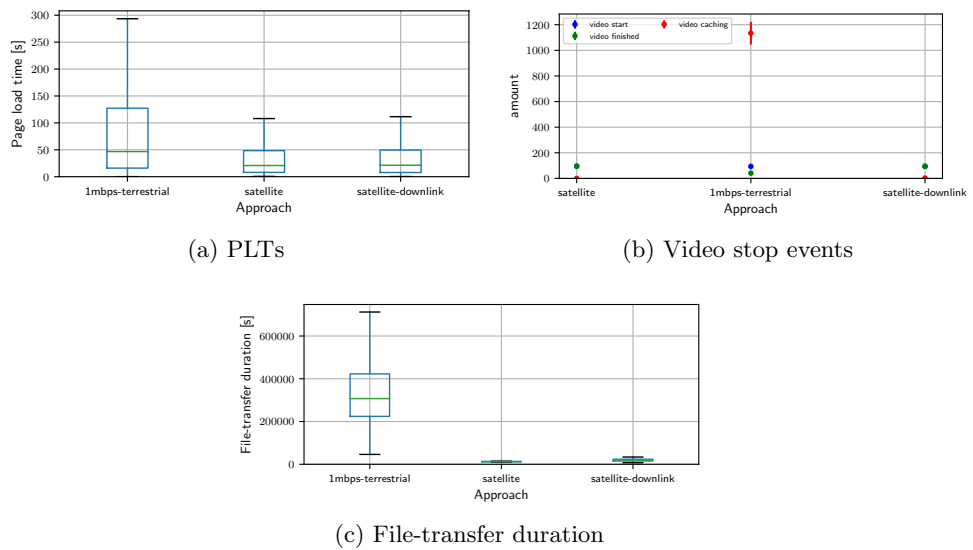 Page load time [s]
300
250
200
150
100
50
0
1mbps-terrestrial satellite satellite-downlink
Approach
(a) PLTs
amount
1200
1000
800
600
400
200
0
video start
video finished
video caching
satellite 1mbps-terrestrial satellite-downlink
Approach
(b) Video stop events
File-transfer duration [s]
600000
400000
200000
0
1mbps-terrestrial satellite satellite-downlink
Approach
(c) File-transfer duration